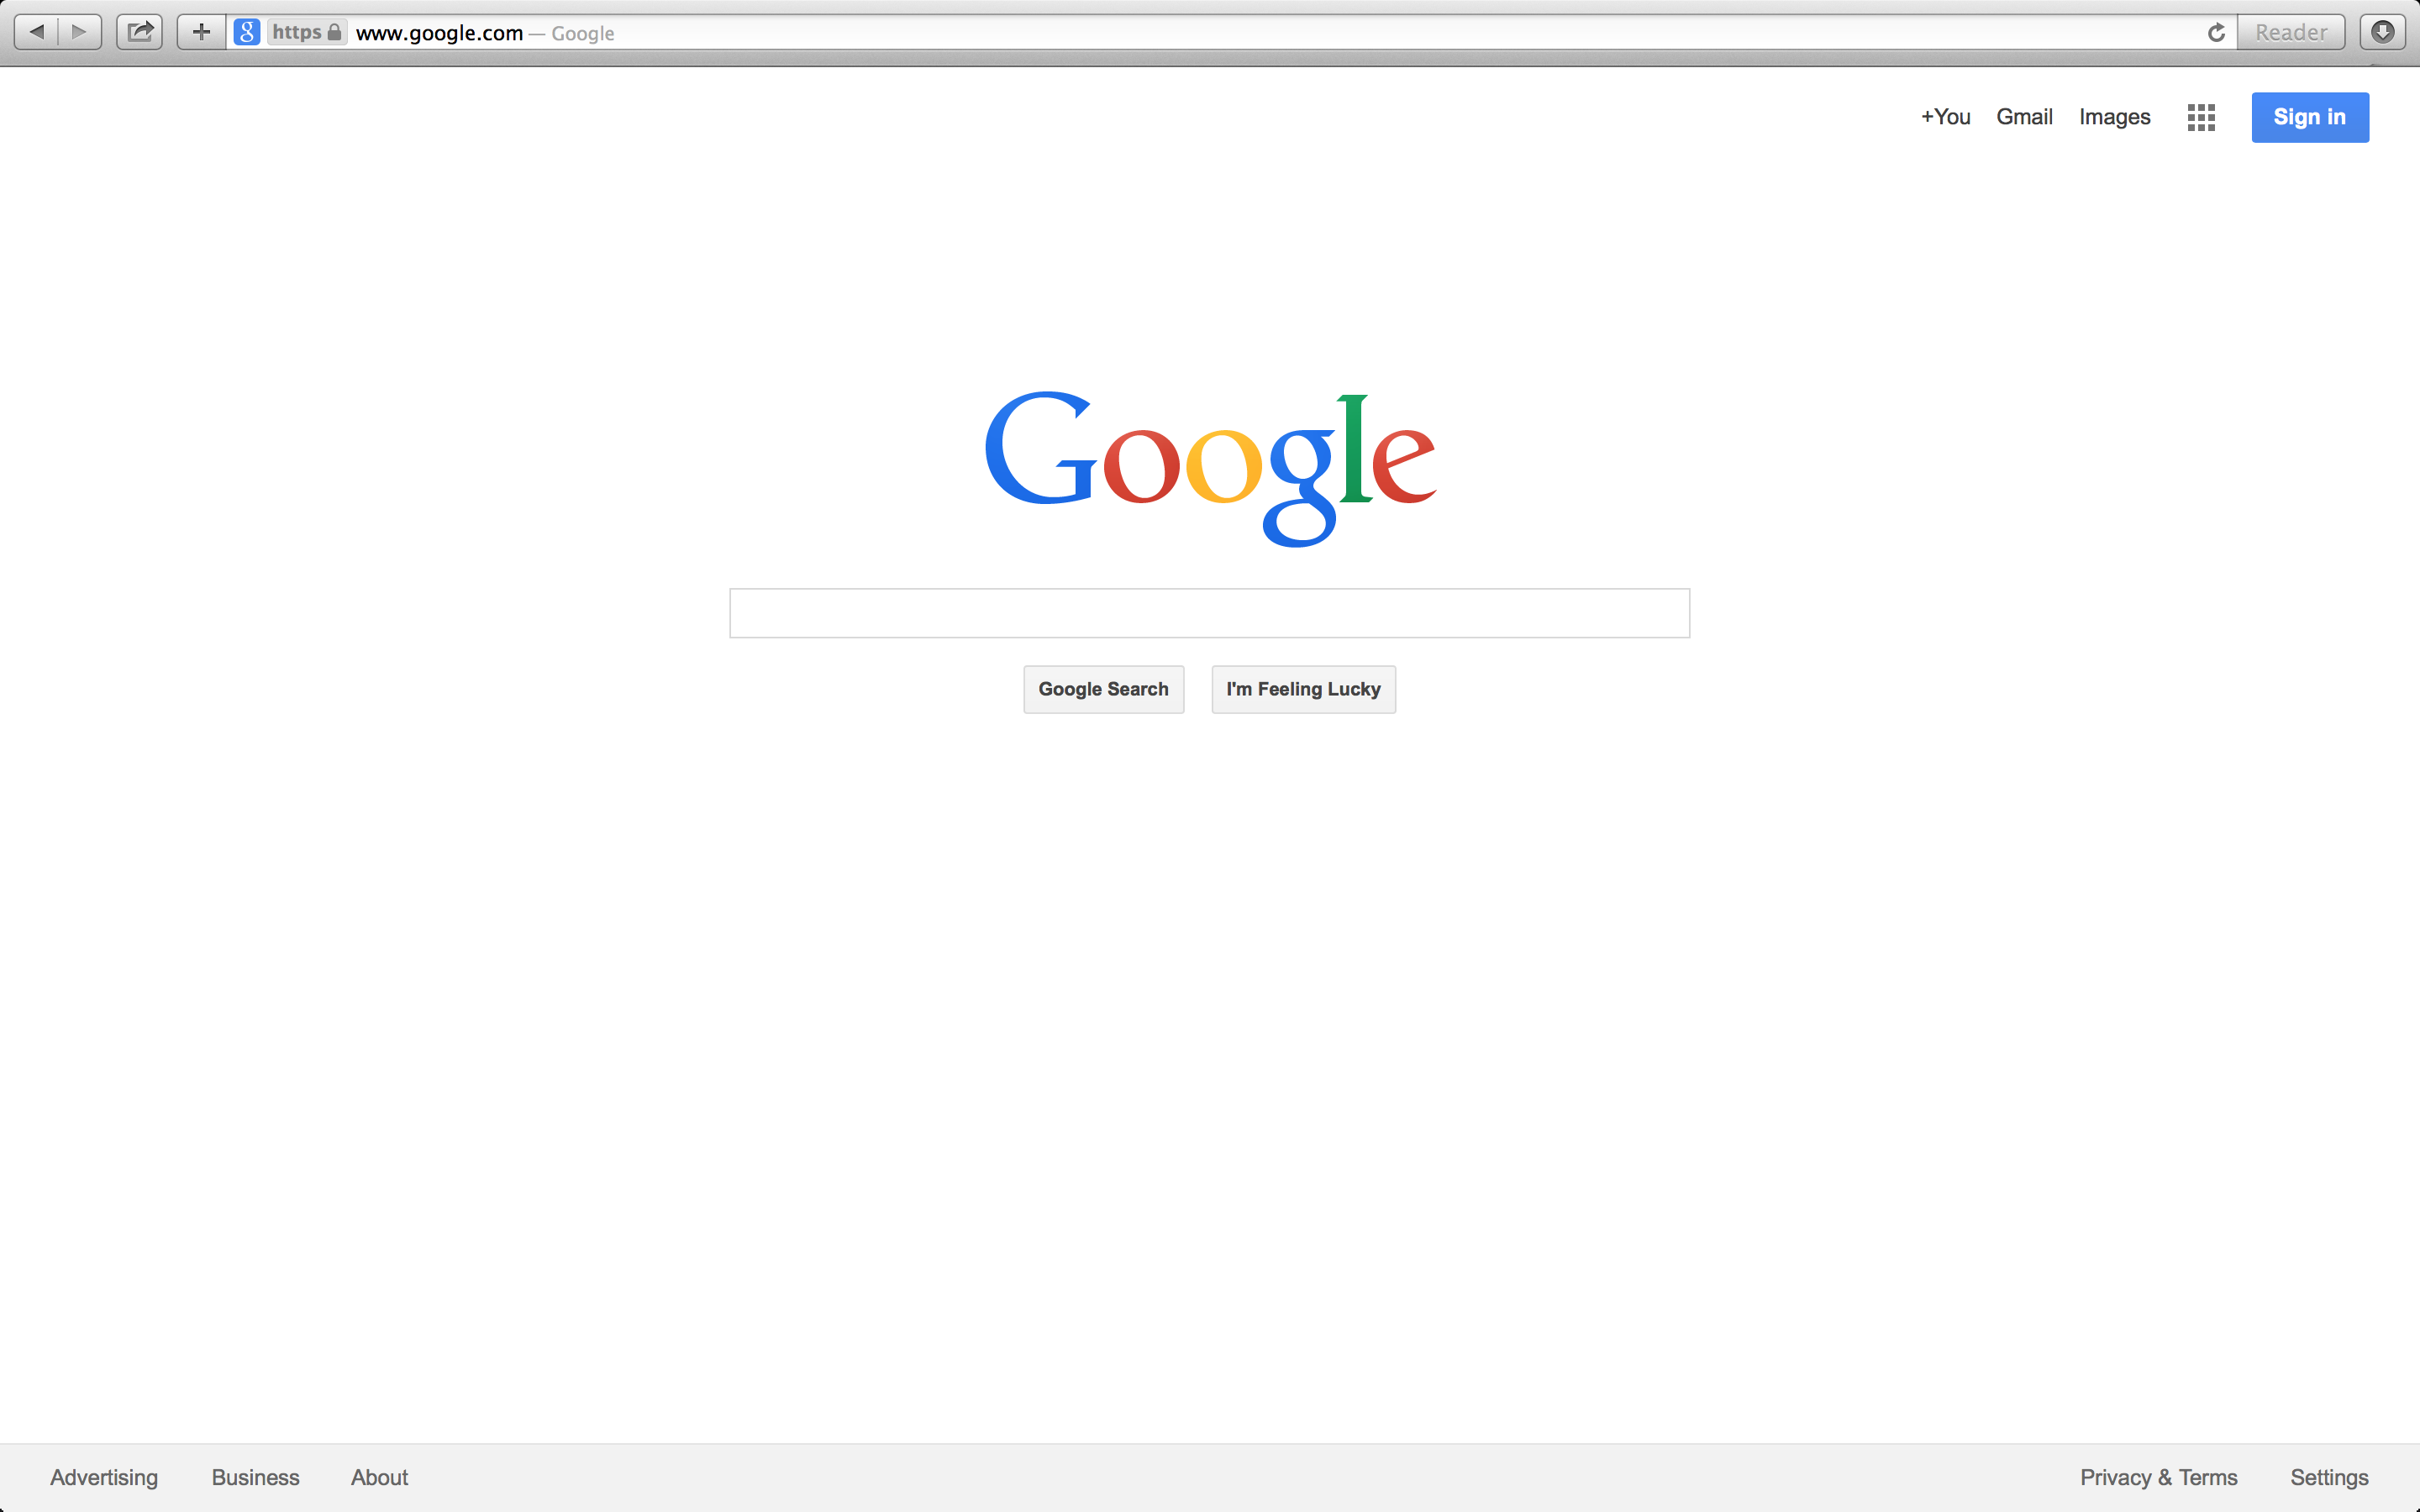 g https www.google.com — Google Reader
+You Gmail Images Sign in
Google
Google Search I'm Feeling Lucky
Advertising Business About Privacy & Terms Settings